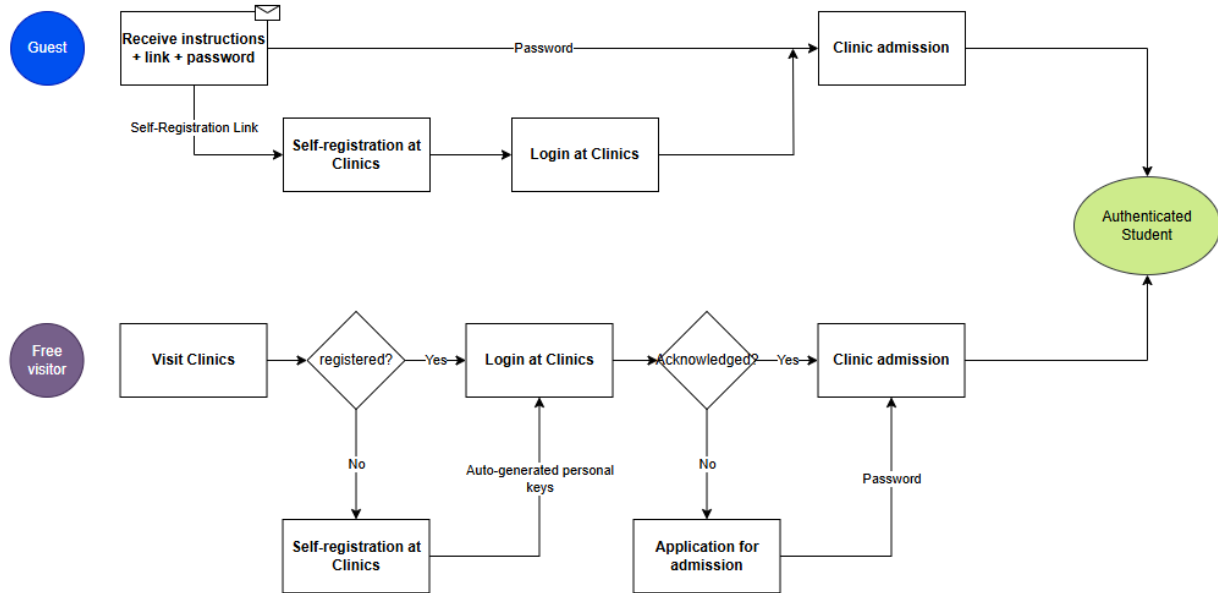 Guest
Receive instructions
+ link + password
Password
Clinic admission
Self-Registration Link
Self-registration at
Clinics
Login at Clinics
Authenticated
Student
Free
visitor
Visit Clinics
registered?
Yes
Login at Clinics
Acknowledged?
Yes
Clinic admission
No
Auto-generated personal
keys
No
Password
Self-registration at
Clinics
Application for
admission